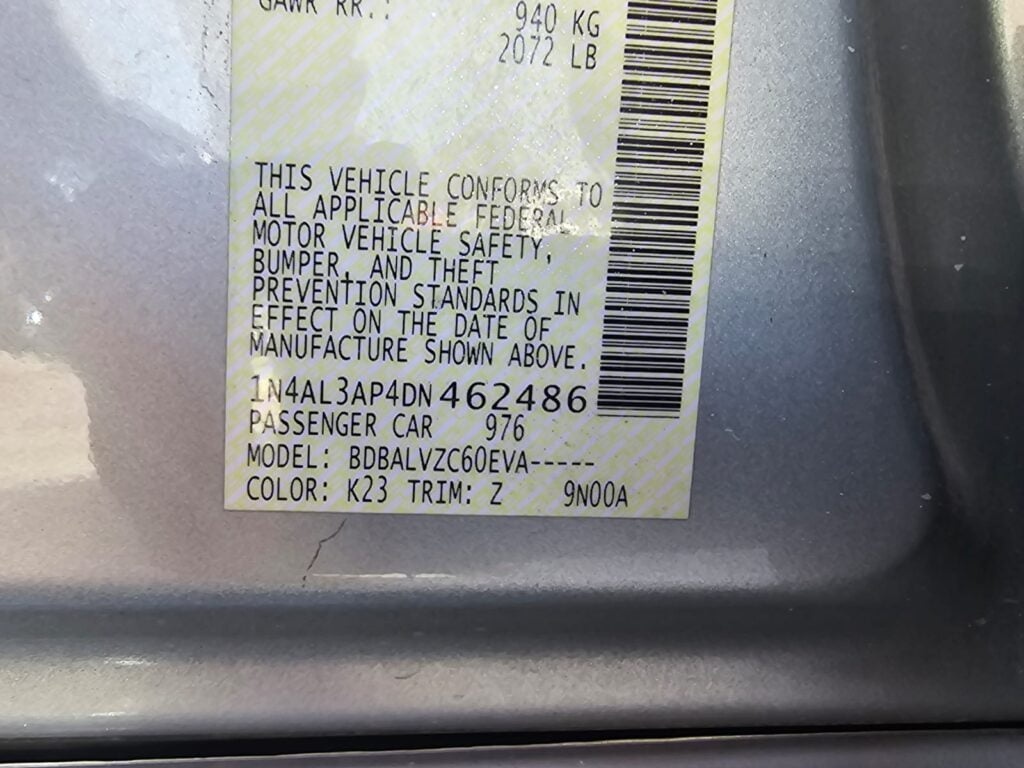 GAWR RR.: 940 KG
2072 LB
THIS VEHICLE CONFORMS TO
ALL APPLICABLE FEDERAL
MOTOR VEHICLE SAFETY,
BUMPER, AND THEFT
PREVENTION STANDARDS IN
EFFECT ON THE DATE OF
MANUFACTURE SHOWN ABOVE.
1N4AL3AP4DN462486
PASSENGER CAR 976
MODEL: BDBALVZC60EVA-----
COLOR: K23 TRIM: Z 9N00A